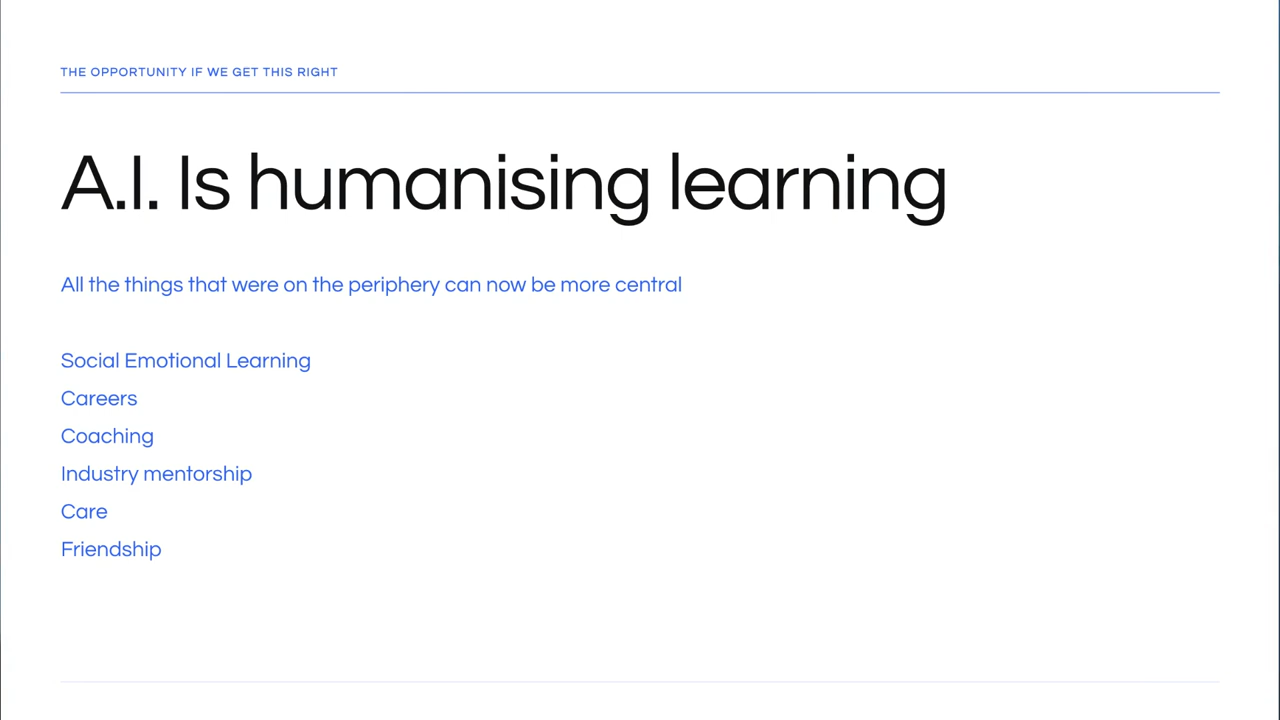 THE OPPORTUNITY IF WE GET THIS RIGHT
A.I. Is humanising learning
All the things that were on the periphery can now be more central
Social Emotional Learning
Careers
Coaching
Industry mentorship
Care
Friendship